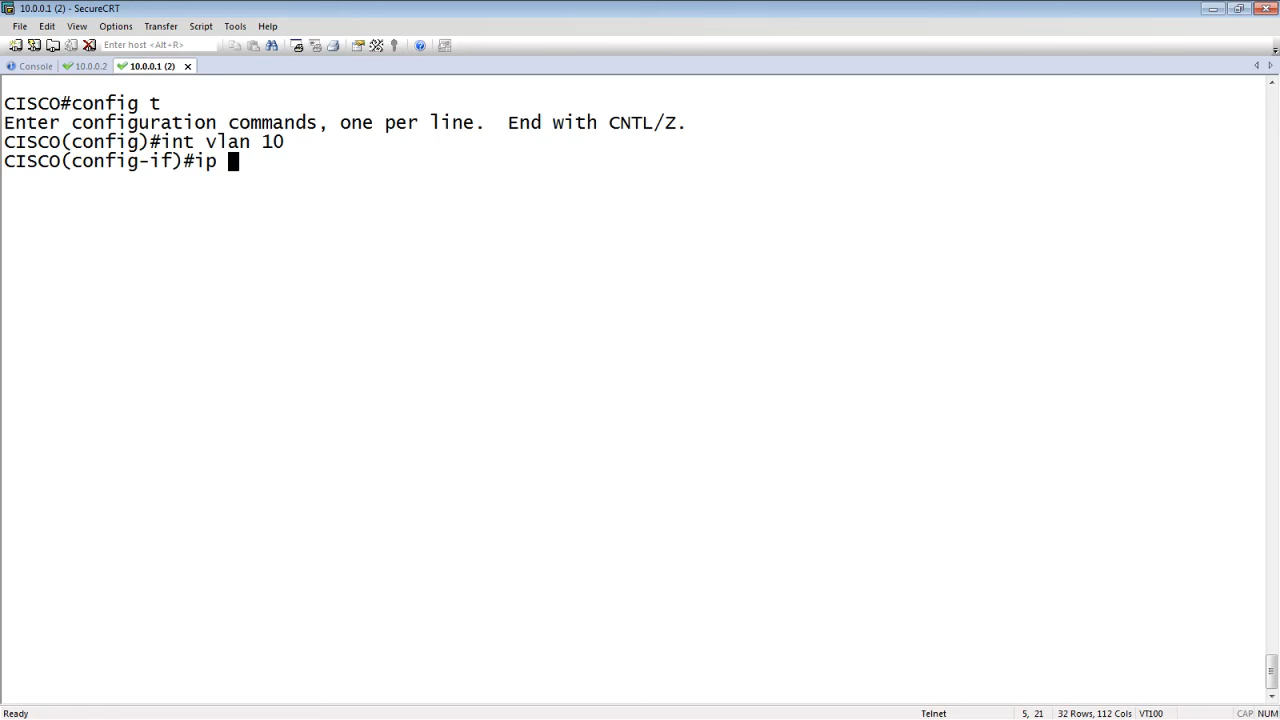 10.0.0.1 (2) - SecureCRT
File Edit View Options Transfer Script Tools Help
Enter host <Alt+R>
Console 10.0.0.2 10.0.0.1 (2)
CISCO#config t
Enter configuration commands, one per line.  End with CNTL/Z.
CISCO(config)#int vlan 10
CISCO(config-if)#ip
Ready Telnet 5, 21 32 Rows, 112 Cols VT100 CAP NUM